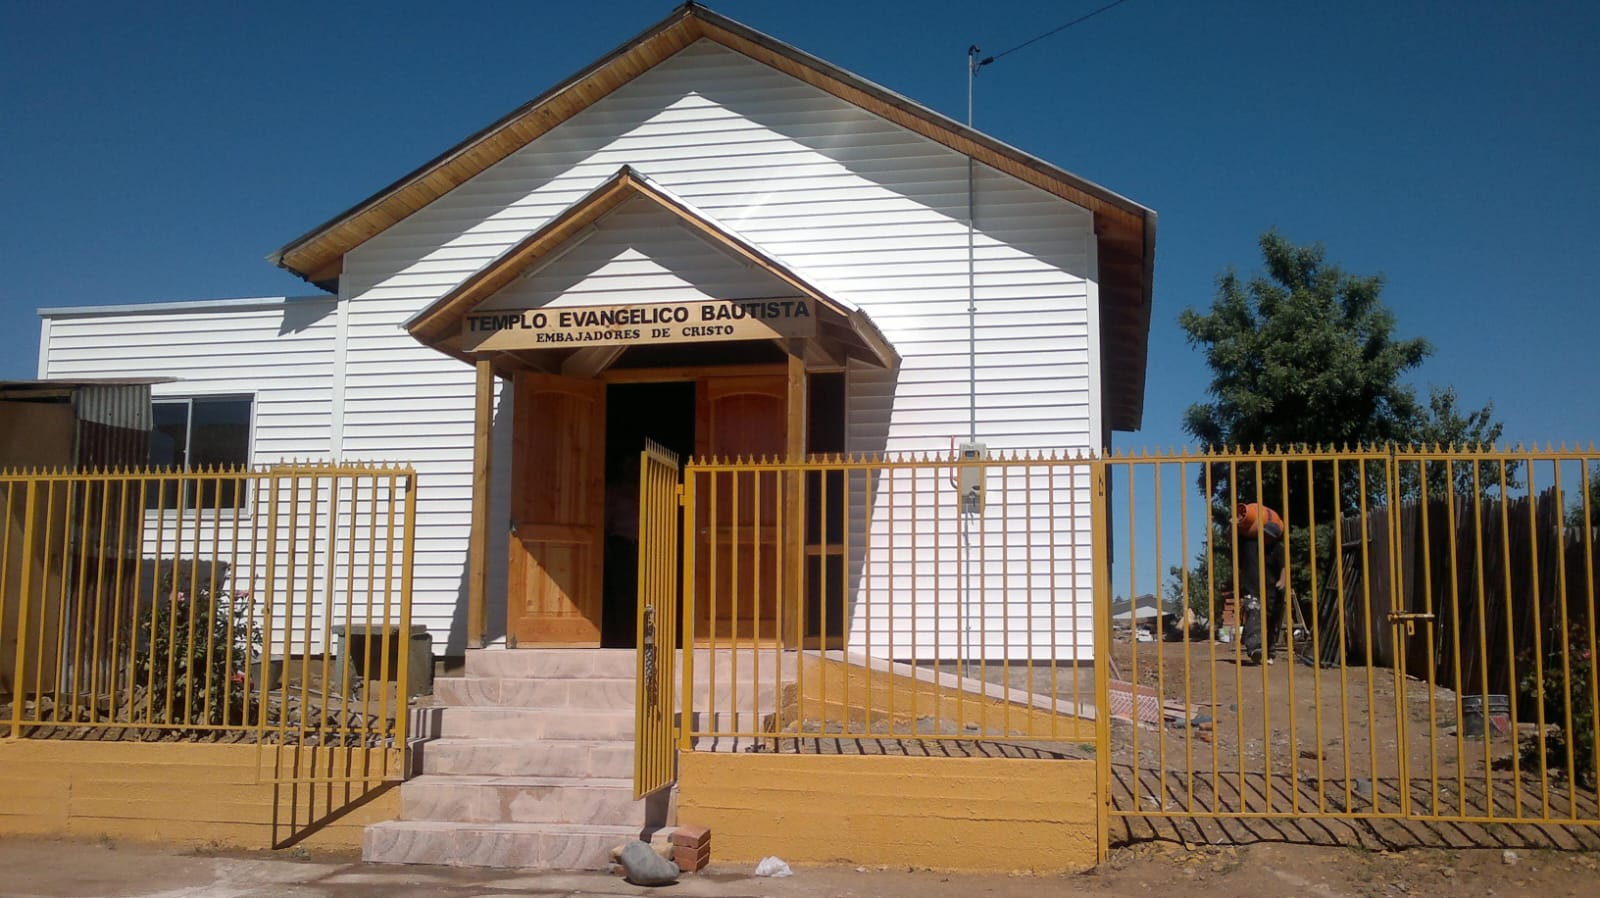 TEMPLO EVANGELICO BAUTISTA
EMBAJADORES DE CRISTO